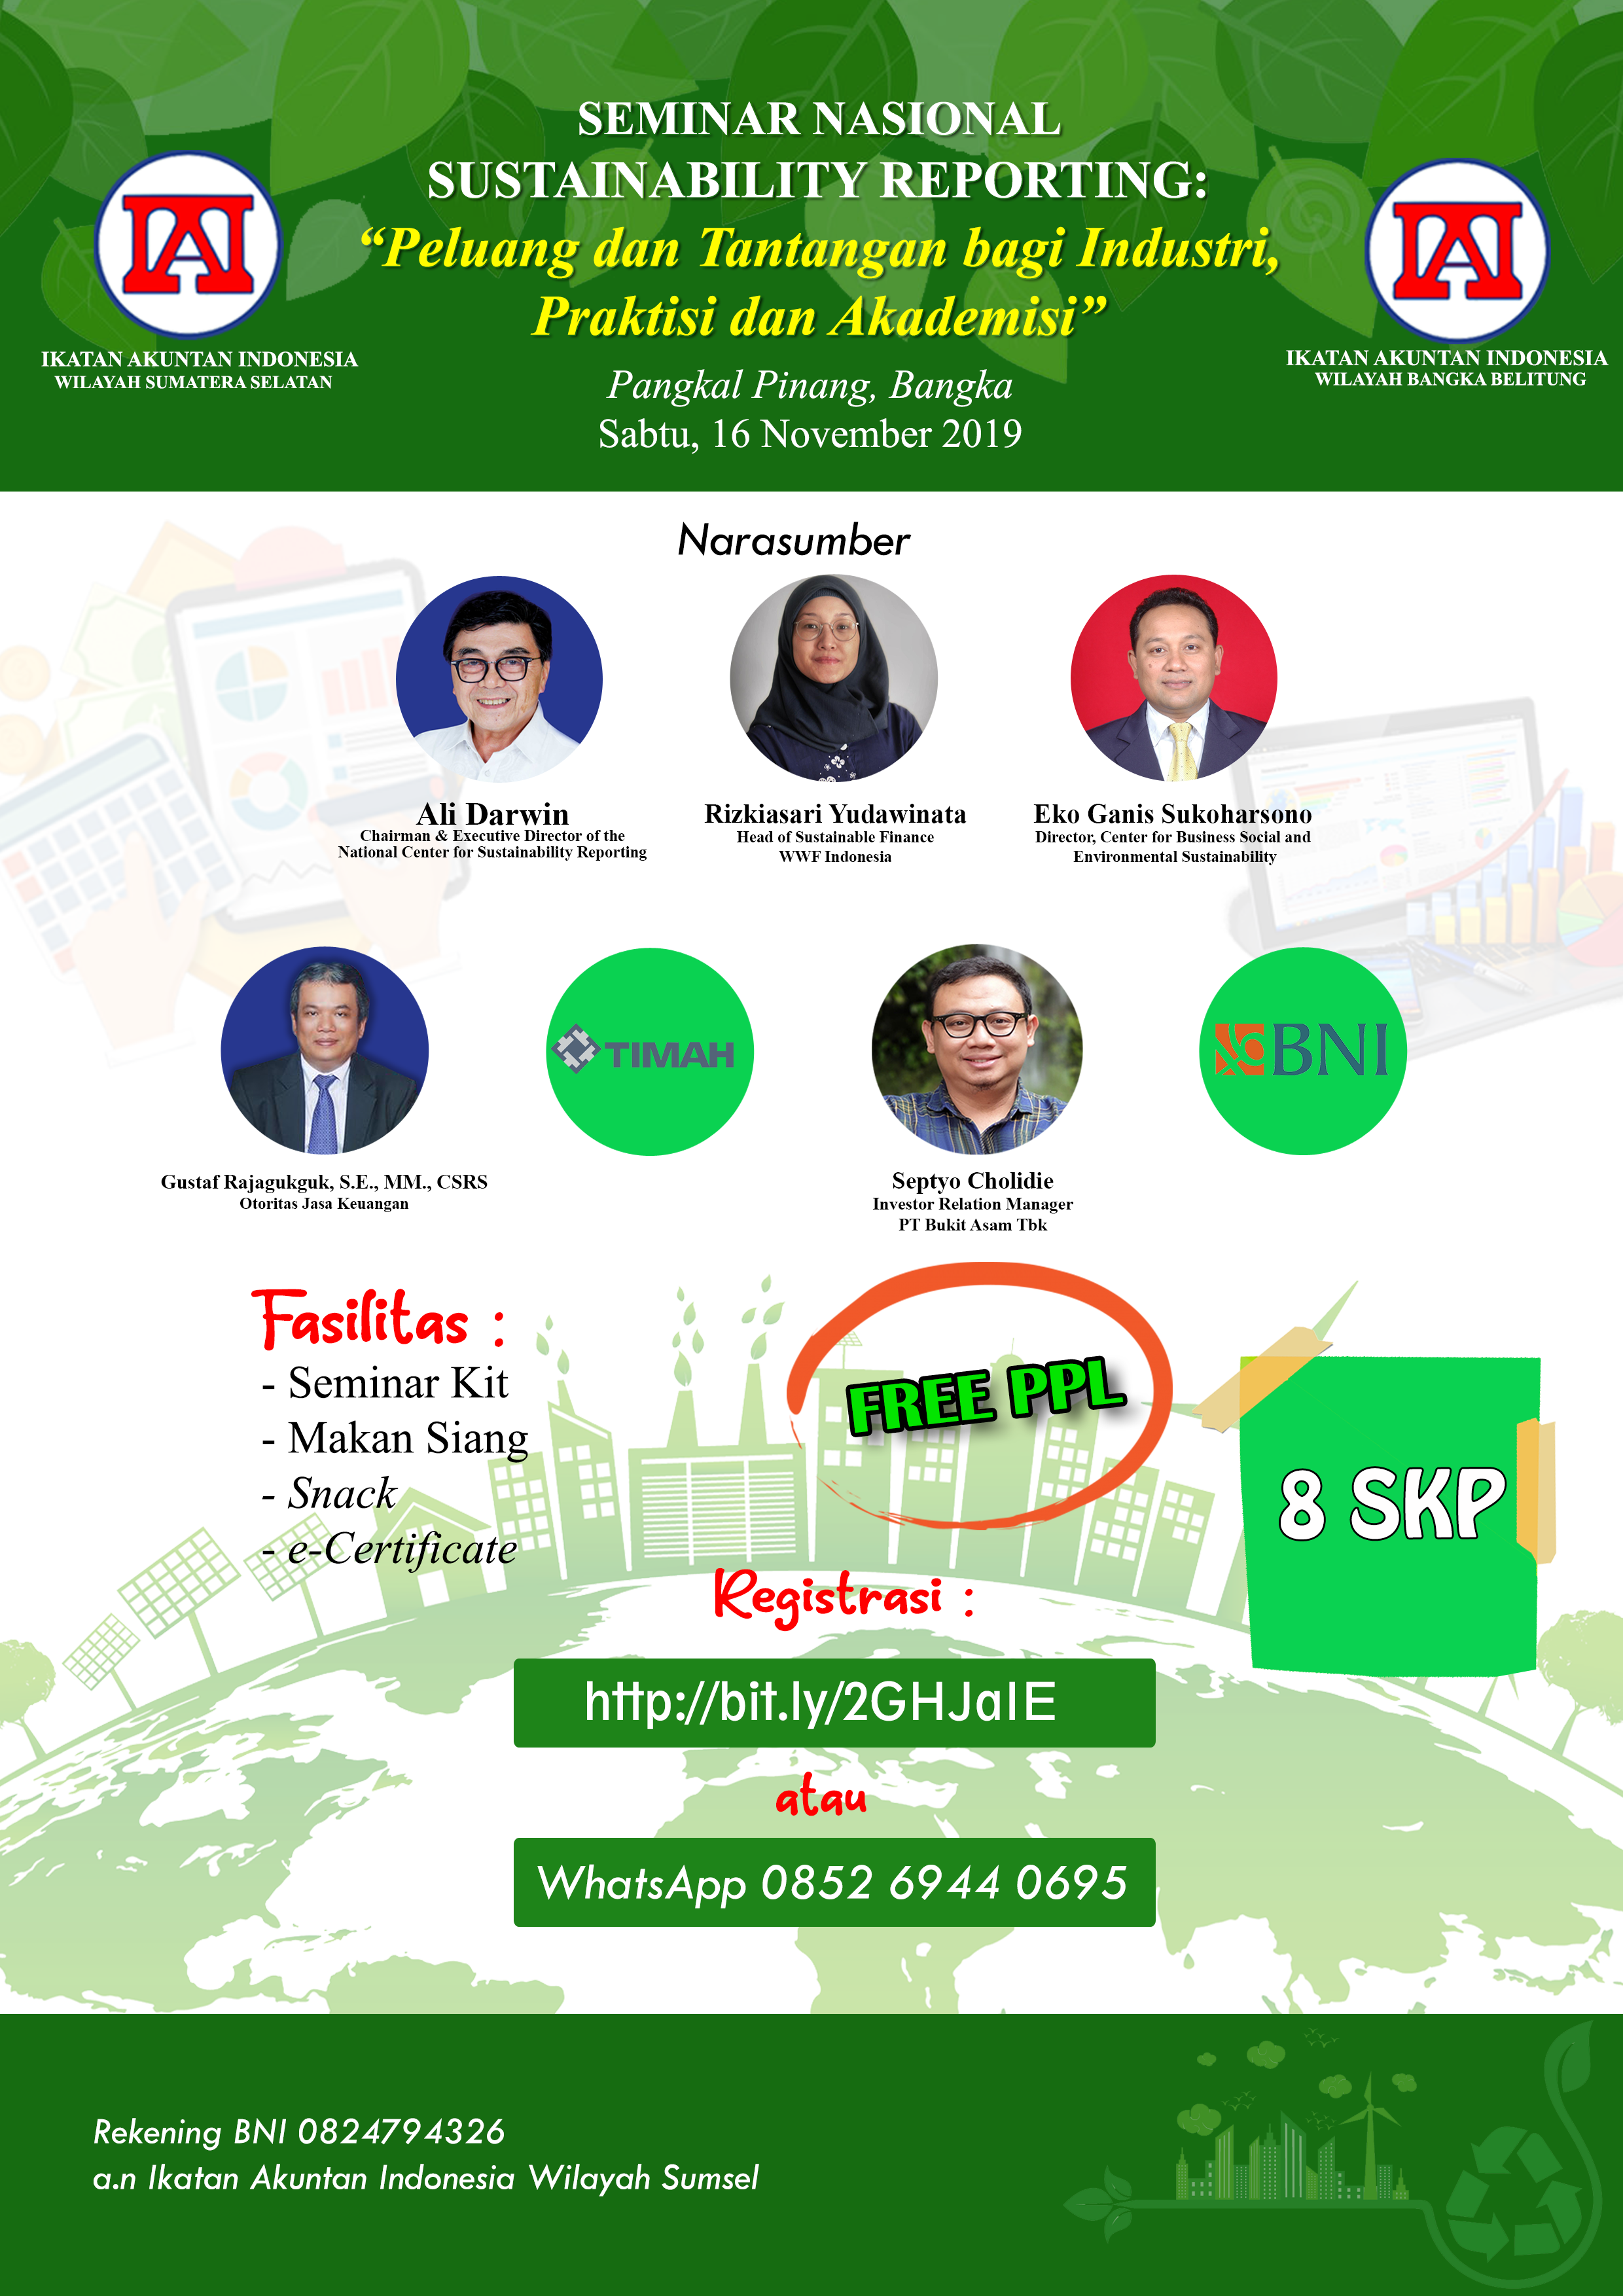 SEMINAR NASIONAL
SUSTAINABILITY REPORTING:
“Peluang dan Tantangan bagi Industri,
Praktisi dan Akademisi”
Pangkal Pinang, Bangka
Sabtu, 16 November 2019
IAI
IKATAN AKUNTAN INDONESIA
WILAYAH SUMATERA SELATAN
IAI
IKATAN AKUNTAN INDONESIA
WILAYAH BANGKA BELITUNG
Narasumber
Ali Darwin
Chairman & Executive Director of the
National Center for Sustainability Reporting
Rizkiasari Yudawinata
Head of Sustainable Finance
WWF Indonesia
Eko Ganis Sukoharsono
Director, Center for Business Social and
Environmental Sustainability
Gustaf Rajagukguk, S.E., MM., CSRS
Otoritas Jasa Keuangan
TIMAH
Septyo Cholidie
Investor Relation Manager
PT Bukit Asam Tbk
BNI
Fasilitas :
- Seminar Kit
- Makan Siang
- Snack
- e-Certificate
FREE PPL
8 SKP
Registrasi :
http://bit.ly/2GHJaIE
atau
WhatsApp 0852 6944 0695
Rekening BNI 0824794326
a.n Ikatan Akuntan Indonesia Wilayah Sumsel